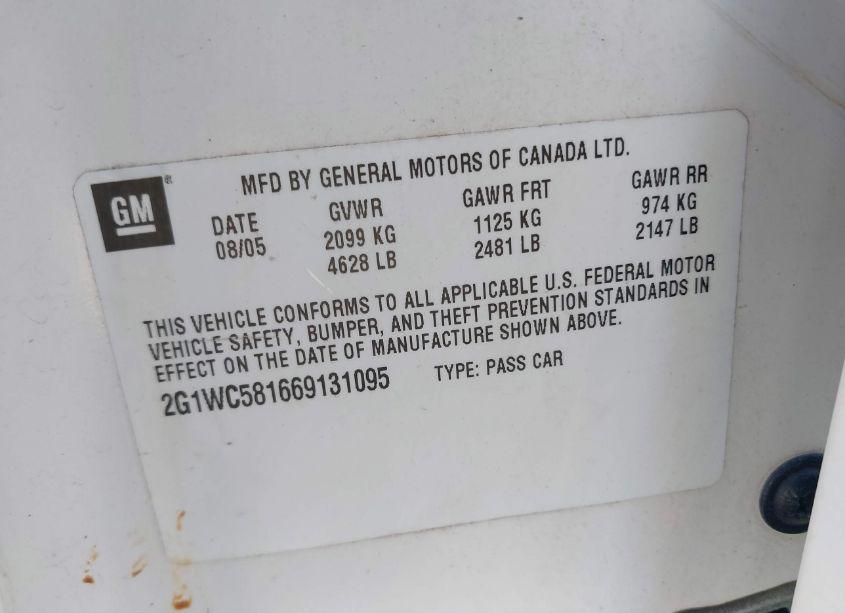 GM®
MFD BY GENERAL MOTORS OF CANADA LTD.
DATE GVWR GAWR FRT GAWR RR
08/05 2099 KG 1125 KG 974 KG
4628 LB 2481 LB 2147 LB
THIS VEHICLE CONFORMS TO ALL APPLICABLE U.S. FEDERAL MOTOR
VEHICLE SAFETY, BUMPER, AND THEFT PREVENTION STANDARDS IN
EFFECT ON THE DATE OF MANUFACTURE SHOWN ABOVE.
2G1WC581669131095 TYPE: PASS CAR